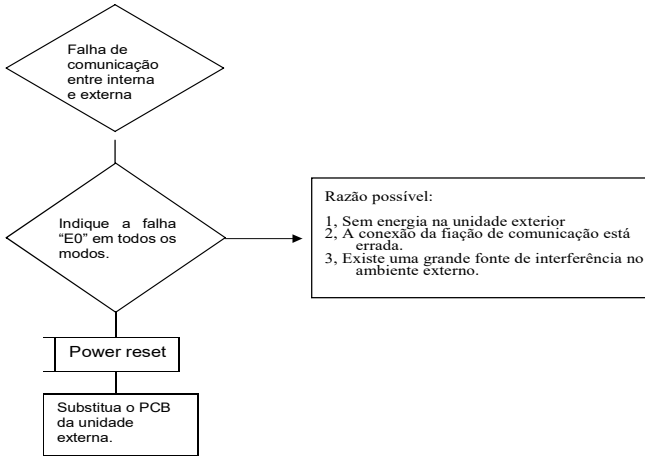 Falha de
comunicação
entre interna
e externa
Indique a falha
“E0” em todos os
modos.
Razão possível:
1, Sem energia na unidade exterior
2, A conexão da fiação de comunicação está
errada.
3, Existe uma grande fonte de interferência no
ambiente externo.
Power reset
Substitua o PCB
da unidade
externa.